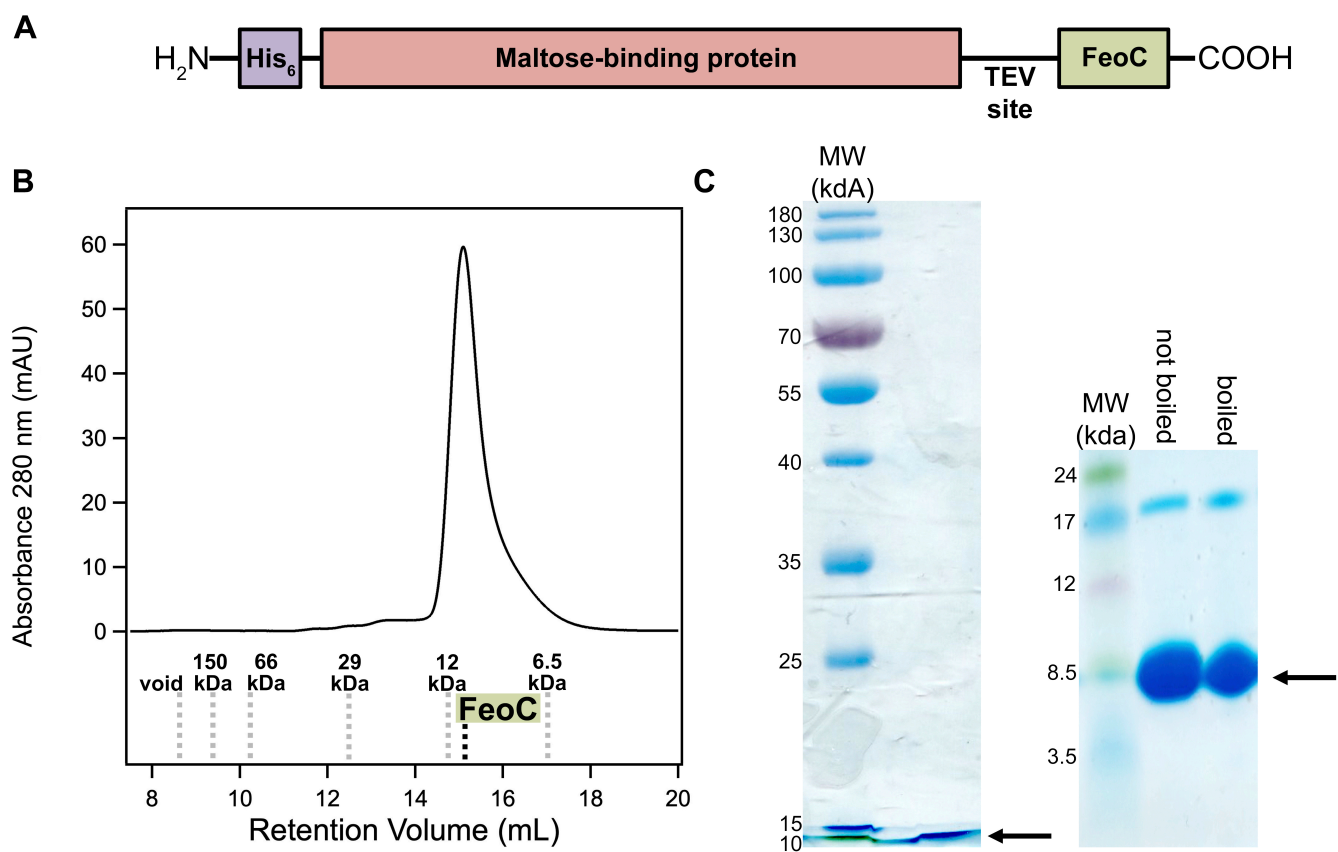 A
H₂N
His₆
Maltose-binding protein
TEV
site
FeoC
COOH
B
Absorbance 280 nm (mAU)
60
50
40
30
20
10
0
void
150
kDa
66
kDa
29
kDa
12
kDa
6.5
kDa
FeoC
8 10 12 14 16 18 20
Retention Volume (mL)
C
MW
(kdA)
180
130
100
70
55
40
35
25
15
10
MW
(kda)
not boiled
boiled
24
17
12
8.5
3.5